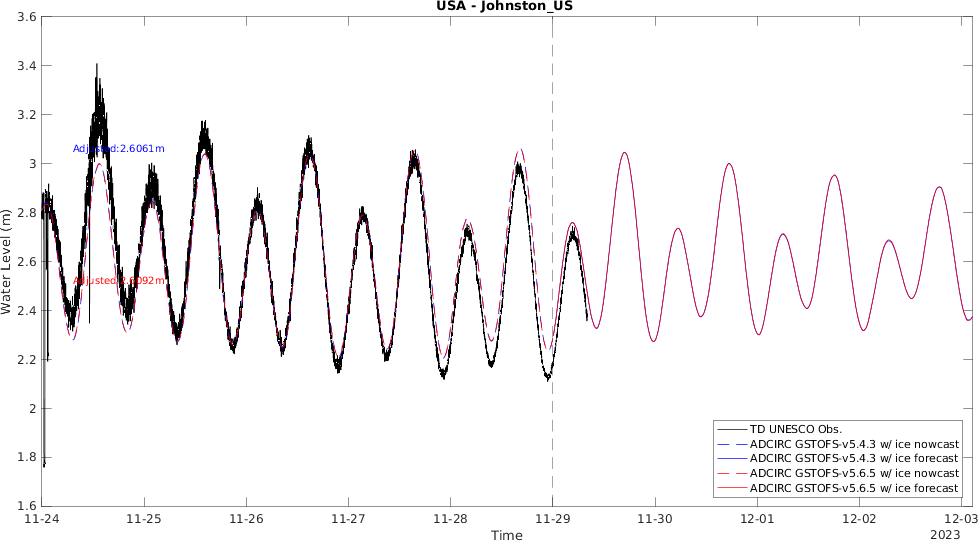 USA - Johnston_US
3.6
3.4
3.2
3
2.8
2.6
2.4
2.2
2
1.8
1.6
Water Level (m)
Adjusted:2.6061m
Adjusted:2.6092m
TD UNESCO Obs.
ADCIRC GSTOFS-v5.4.3 w/ ice nowcast
ADCIRC GSTOFS-v5.4.3 w/ ice forecast
ADCIRC GSTOFS-v5.6.5 w/ ice nowcast
ADCIRC GSTOFS-v5.6.5 w/ ice forecast
11-24 11-25 11-26 11-27 11-28 11-29 11-30 12-01 12-02 12-03
Time
2023